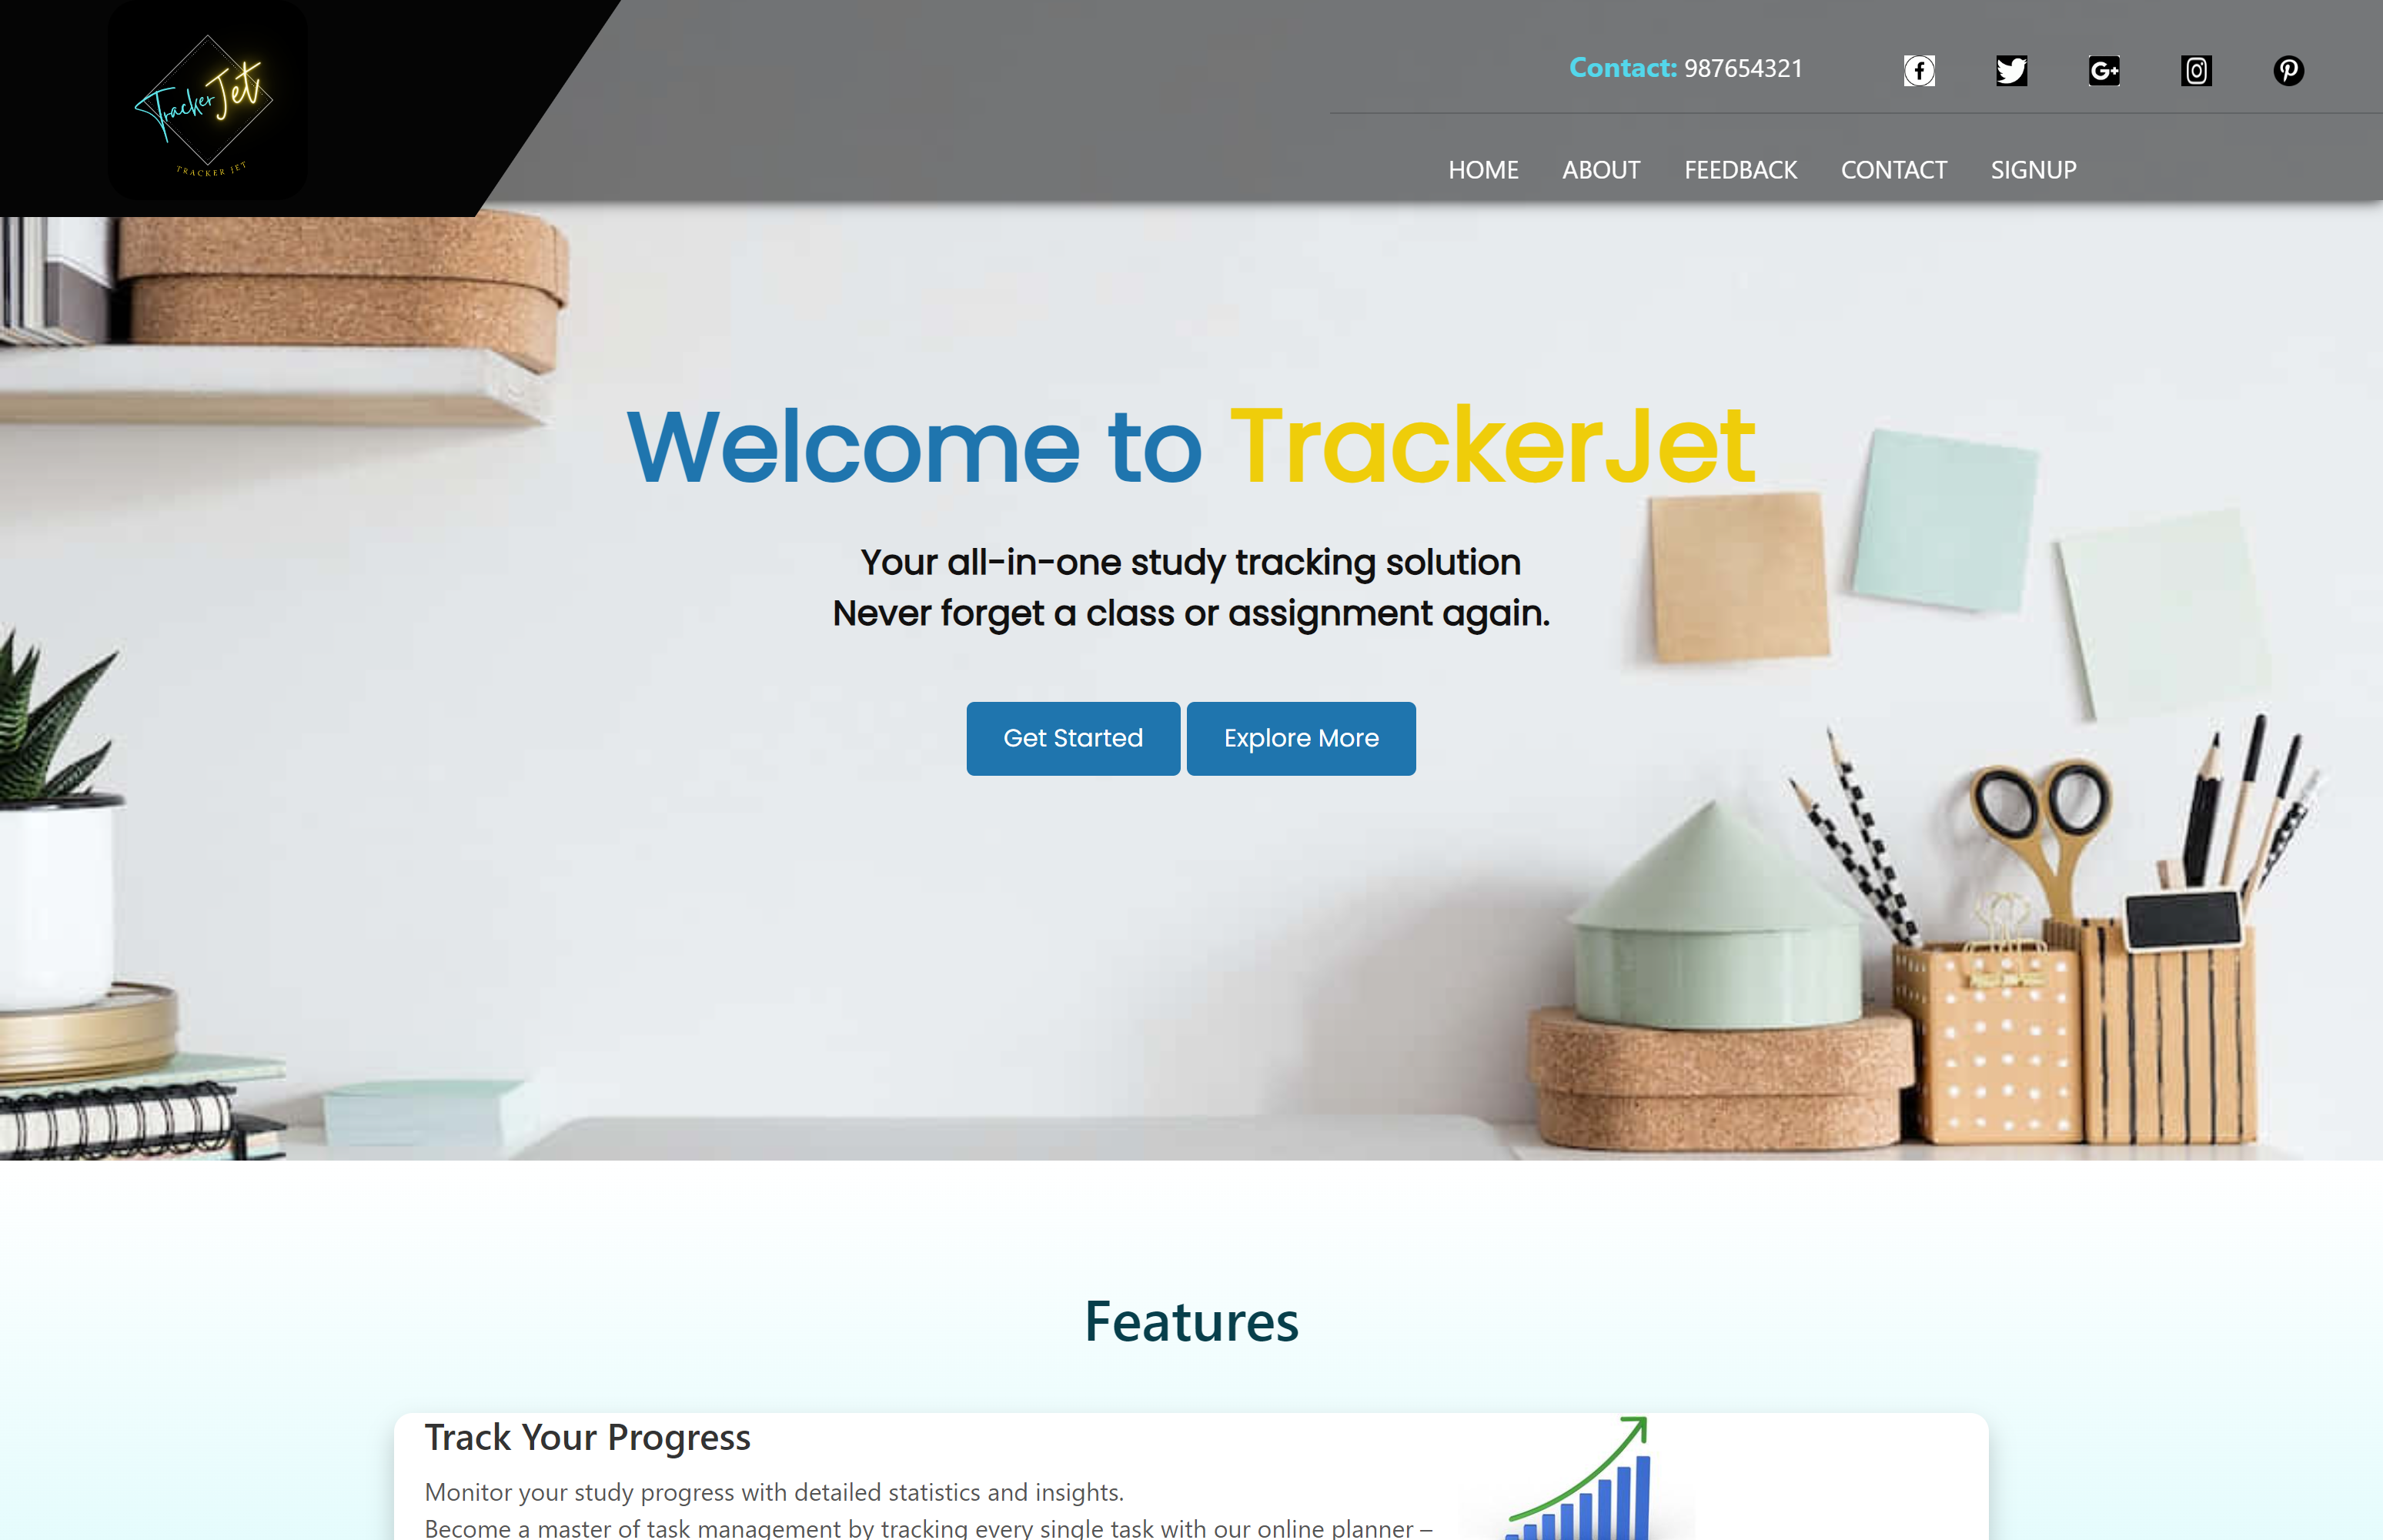 Tracker Jet
TRACKER JET
Contact: 987654321
HOME ABOUT FEEDBACK CONTACT SIGNUP
Welcome to TrackerJet
Your all-in-one study tracking solution
Never forget a class or assignment again.
Get Started Explore More
Features
Track Your Progress
Monitor your study progress with detailed statistics and insights.
Become a master of task management by tracking every single task with our online planner –